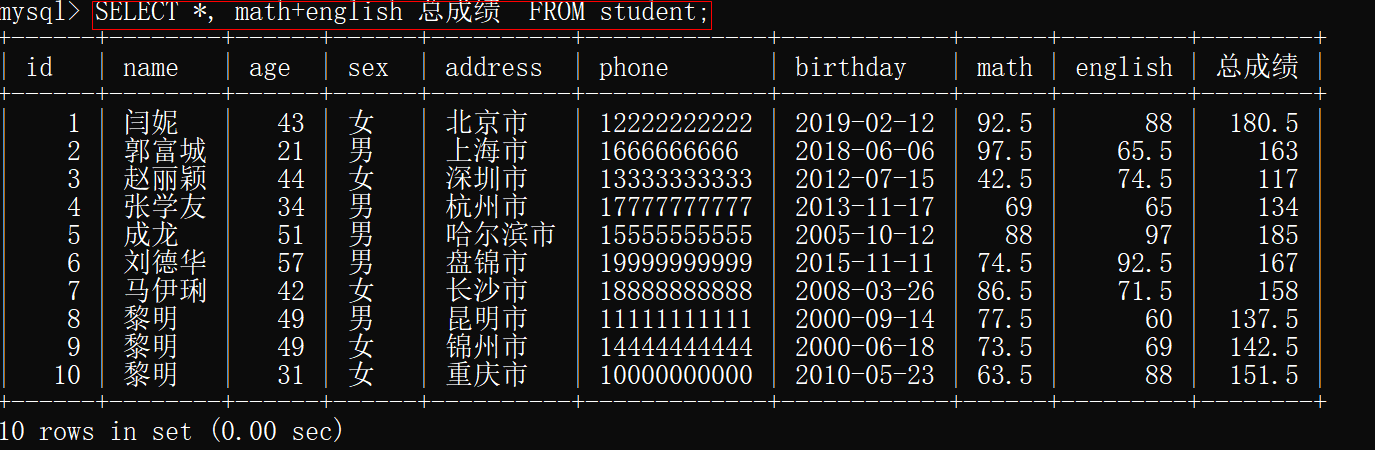 mysql> SELECT *, math+english 总成绩  FROM student;
+------+--------+------+------+----------+-------------+------------+------+---------+--------+
| id   | name   | age  | sex  | address  | phone       | birthday   | math | english | 总成绩 |
+------+--------+------+------+----------+-------------+------------+------+---------+--------+
|    1 | 闫妮   |   43 | 女   | 北京市   | 12222222222 | 2019-02-12 | 92.5 |      88 |  180.5 |
|    2 | 郭富城 |   21 | 男   | 上海市   | 1666666666  | 2018-06-06 | 97.5 |    65.5 |    163 |
|    3 | 赵丽颖 |   44 | 女   | 深圳市   | 13333333333 | 2012-07-15 | 42.5 |    74.5 |    117 |
|    4 | 张学友 |   34 | 男   | 杭州市   | 17777777777 | 2013-11-17 |   69 |      65 |    134 |
|    5 | 成龙   |   51 | 男   | 哈尔滨市 | 15555555555 | 2005-10-12 |   88 |      97 |    185 |
|    6 | 刘德华 |   57 | 男   | 盘锦市   | 19999999999 | 2015-11-11 | 74.5 |    92.5 |    167 |
|    7 | 马伊琍 |   42 | 女   | 长沙市   | 18888888888 | 2008-03-26 | 86.5 |    71.5 |    158 |
|    8 | 黎明   |   49 | 男   | 昆明市   | 11111111111 | 2000-09-14 | 77.5 |      60 |  137.5 |
|    9 | 黎明   |   49 | 女   | 锦州市   | 14444444444 | 2000-06-18 | 73.5 |      69 |  142.5 |
|   10 | 黎明   |   31 | 女   | 重庆市   | 10000000000 | 2010-05-23 | 63.5 |      88 |  151.5 |
+------+--------+------+------+----------+-------------+------------+------+---------+--------+
10 rows in set (0.00 sec)